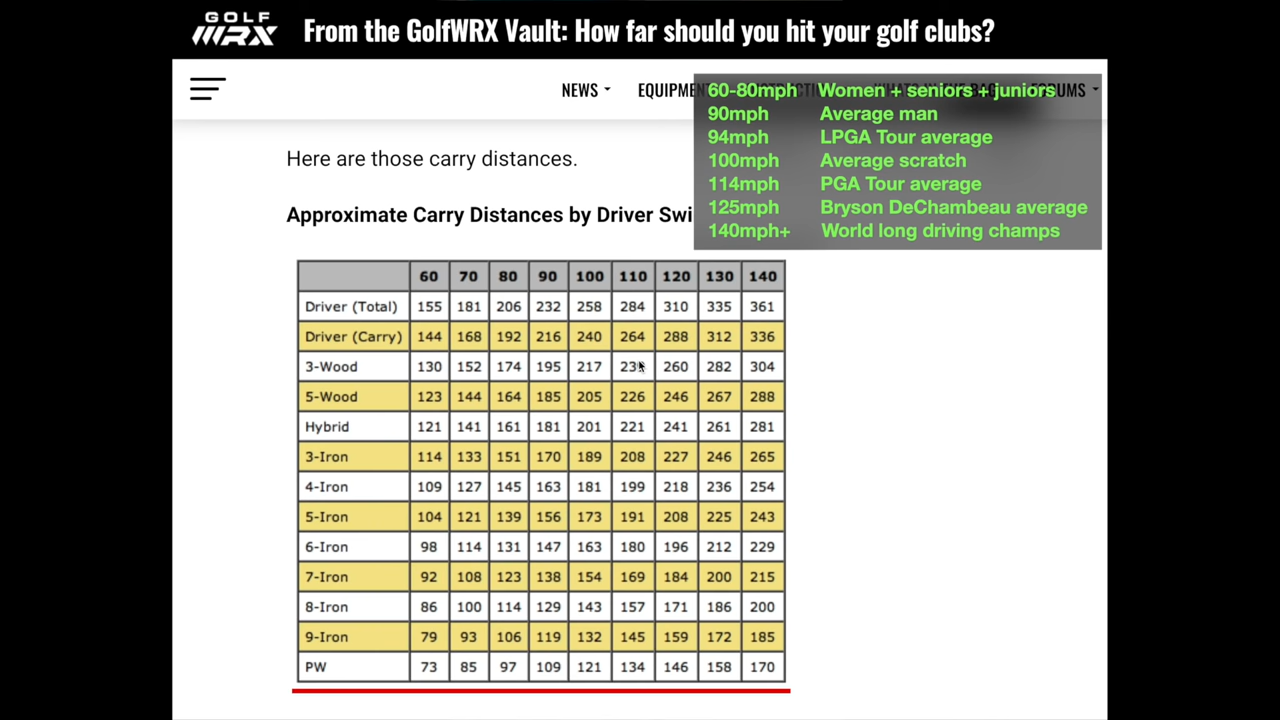 GOLF
WRX
From the GolfWRX Vault: How far should you hit your golf clubs?
NEWS
60-80mph Women + seniors + juniors
90mph Average man
94mph LPGA Tour average
100mph Average scratch
114mph PGA Tour average
125mph Bryson DeChambeau average
140mph+ World long driving champs
Here are those carry distances.
Approximate Carry Distances by Driver
60 70 80 90 100 110 120 130 140
Driver (Total) 155 181 206 232 258 284 310 335 361
Driver (Carry) 144 168 192 216 240 264 288 312 336
3-Wood 130 152 174 195 217 260 282 304
5-Wood 123 144 164 185 205 226 246 267 288
Hybrid 121 141 161 181 201 221 241 261 281
3-Iron 114 133 151 170 189 208 227 246 265
4-Iron 109 127 145 163 181 199 218 236 254
5-Iron 104 121 139 156 173 191 208 225 243
6-Iron 98 114 131 147 163 180 196 212 229
7-Iron 92 108 123 138 154 169 184 200 215
8-Iron 86 100 114 129 143 157 171 186 200
9-Iron 79 93 106 119 132 145 159 172 185
PW 73 85 97 109 121 134 146 158 170